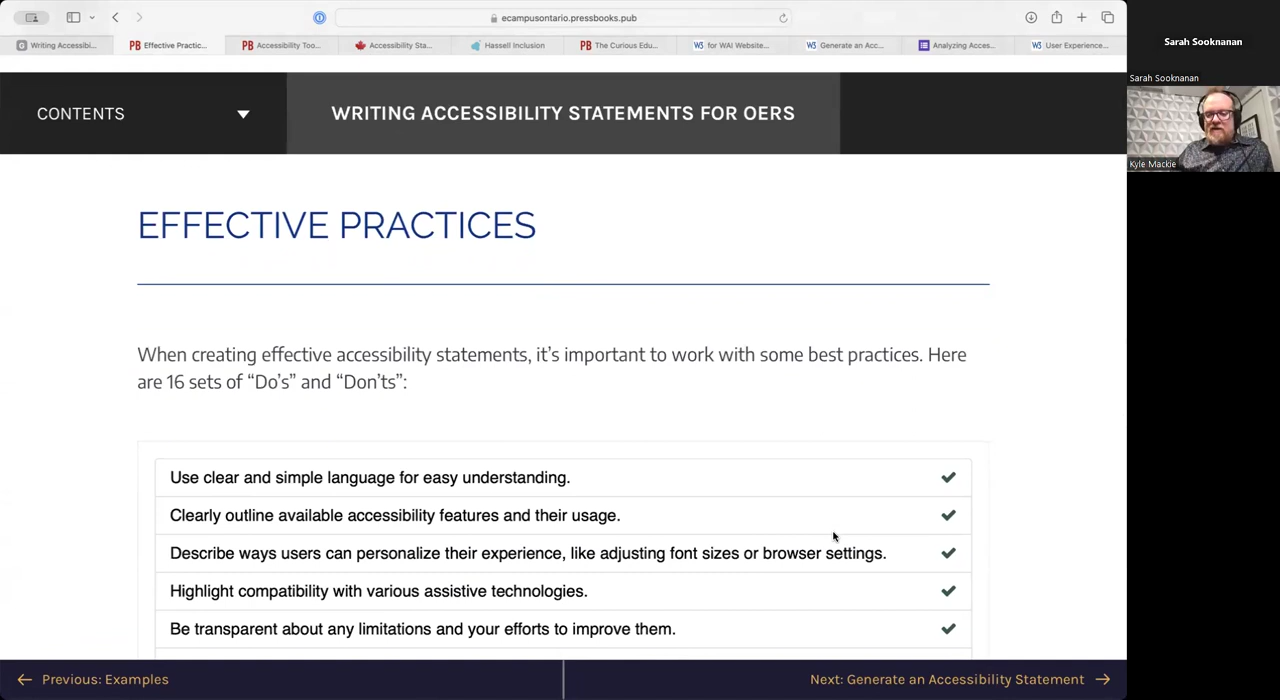 ecampusontario.pressbooks.pub
Writing Accessibi...
PB Effective Practic...
PB Accessibility Too...
Accessibility Sta...
Hassell Inclusion
PB The Curious Edu...
W3 for WAI Website...
W3 Generate an Acc...
Analyzing Acces...
W3 User Experience...
Sarah Sooknanan
Sarah Sooknanan
Kyle Mackie
CONTENTS
WRITING ACCESSIBILITY STATEMENTS FOR OERS
EFFECTIVE PRACTICES
When creating effective accessibility statements, it's important to work with some best practices. Here
are 16 sets of “Do's” and “Don'ts”:
Use clear and simple language for easy understanding.
Clearly outline available accessibility features and their usage.
Describe ways users can personalize their experience, like adjusting font sizes or browser settings.
Highlight compatibility with various assistive technologies.
Be transparent about any limitations and your efforts to improve them.
Previous: Examples
Next: Generate an Accessibility Statement